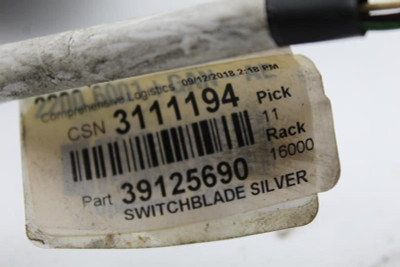 Comprehensive Logistics 09/12/2018 2:18 PM
CSN 3111194 Pick
11
Rack
16000
Part 39125690
SWITCHBLADE SILVER